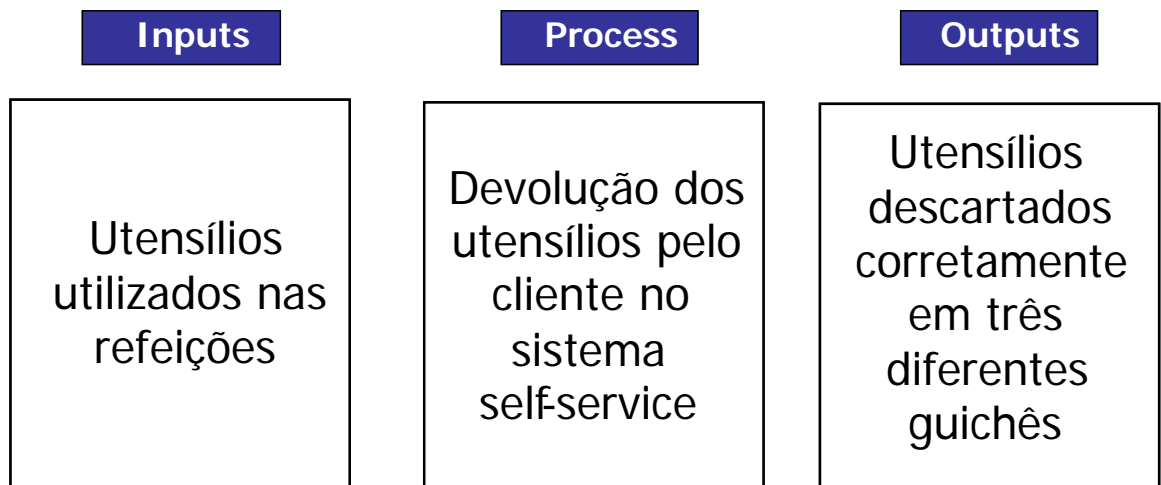 Inputs
Process
Outputs
Utensílios
utilizados nas
refeições
Devolução dos
utensílios pelo
cliente no
sistema
self-service
Utensílios
descartados
corretamente
em três
diferentes
guichês